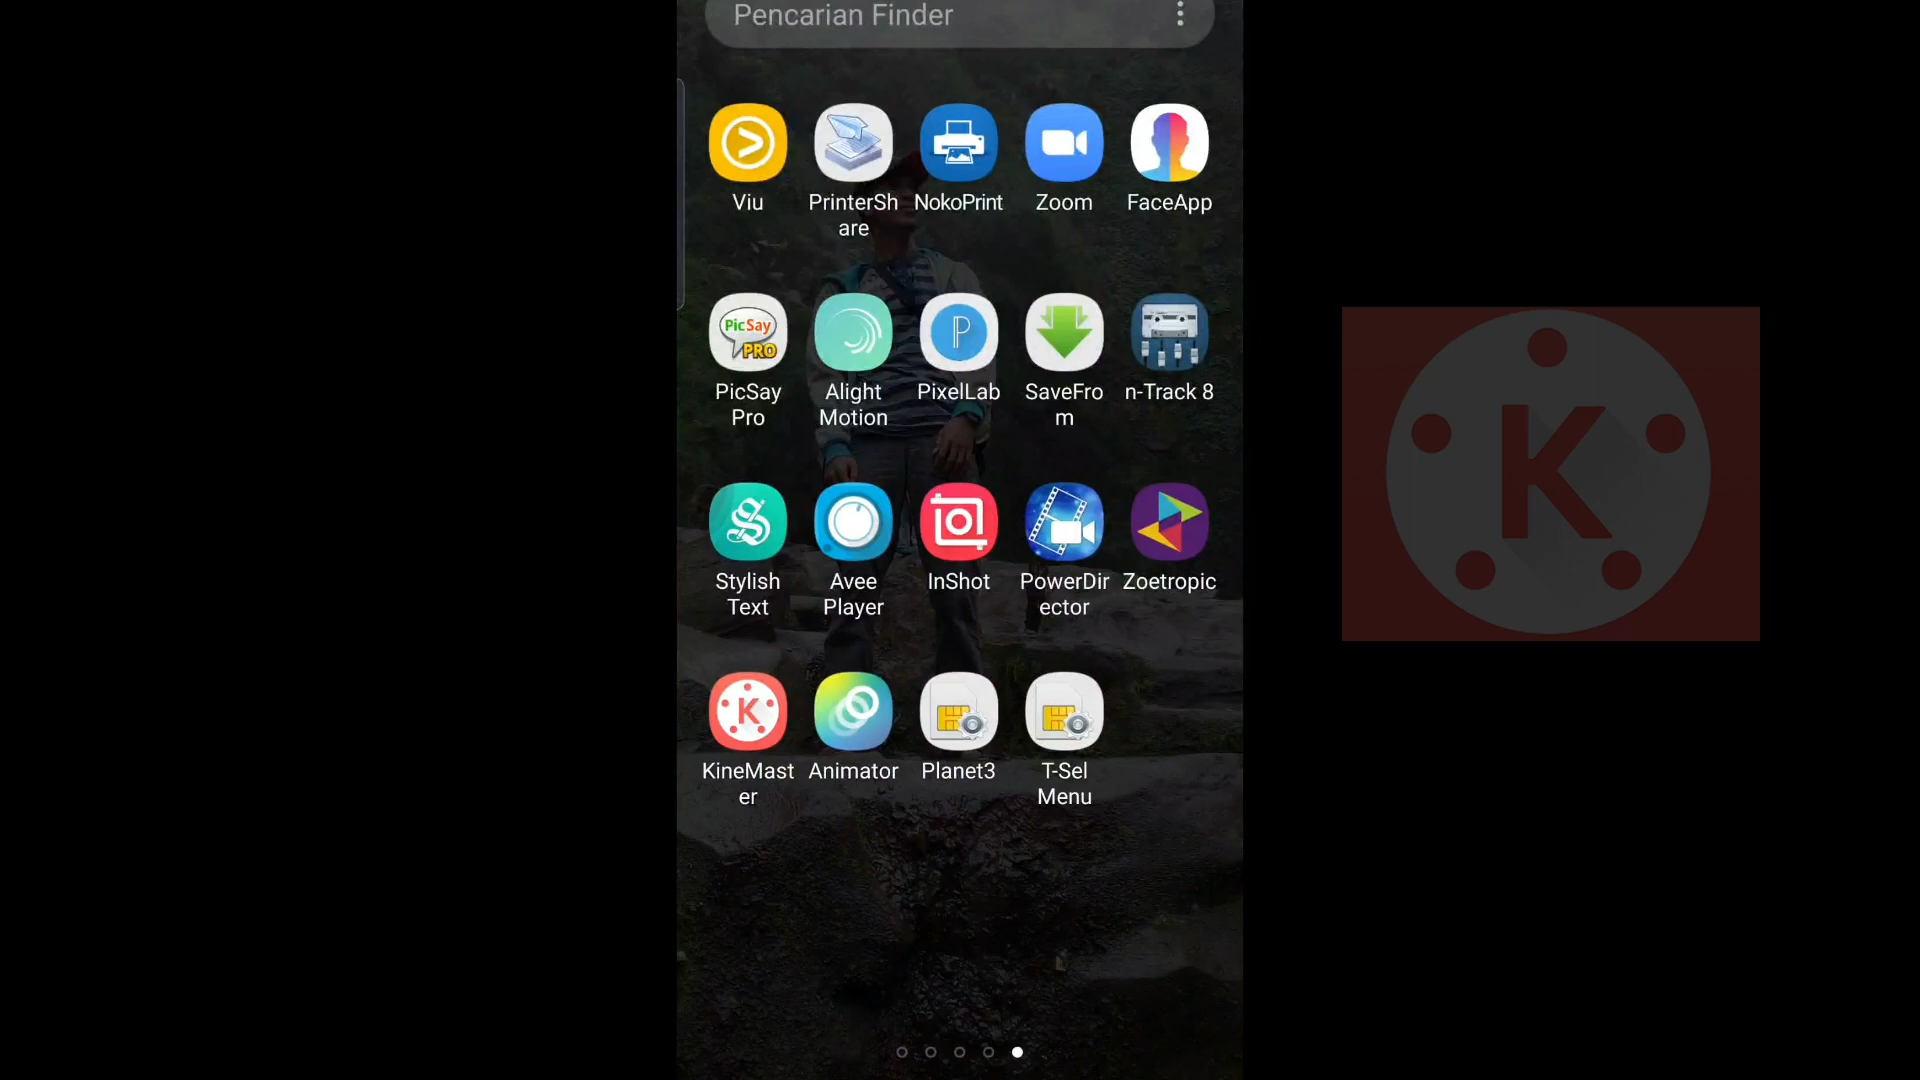 Pencarian Finder
Viu
PrinterSh
are
NokoPrint
Zoom
FaceApp
PicSay
PRO
PicSay
Pro
Alight
Motion
P
PixelLab
SaveFro
m
n-Track 8
S
Stylish
Text
Avee
Player
InShot
PowerDir
ector
Zoetropic
K
KineMast
er
Animator
Planet3
T-Sel
Menu
K